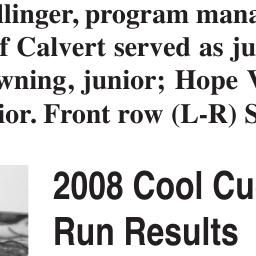 llinger, program mana
f Calvert served as ju
wning, junior; Hope V
ior. Front row (L-R) S
2008 Cool Cu
Run Results